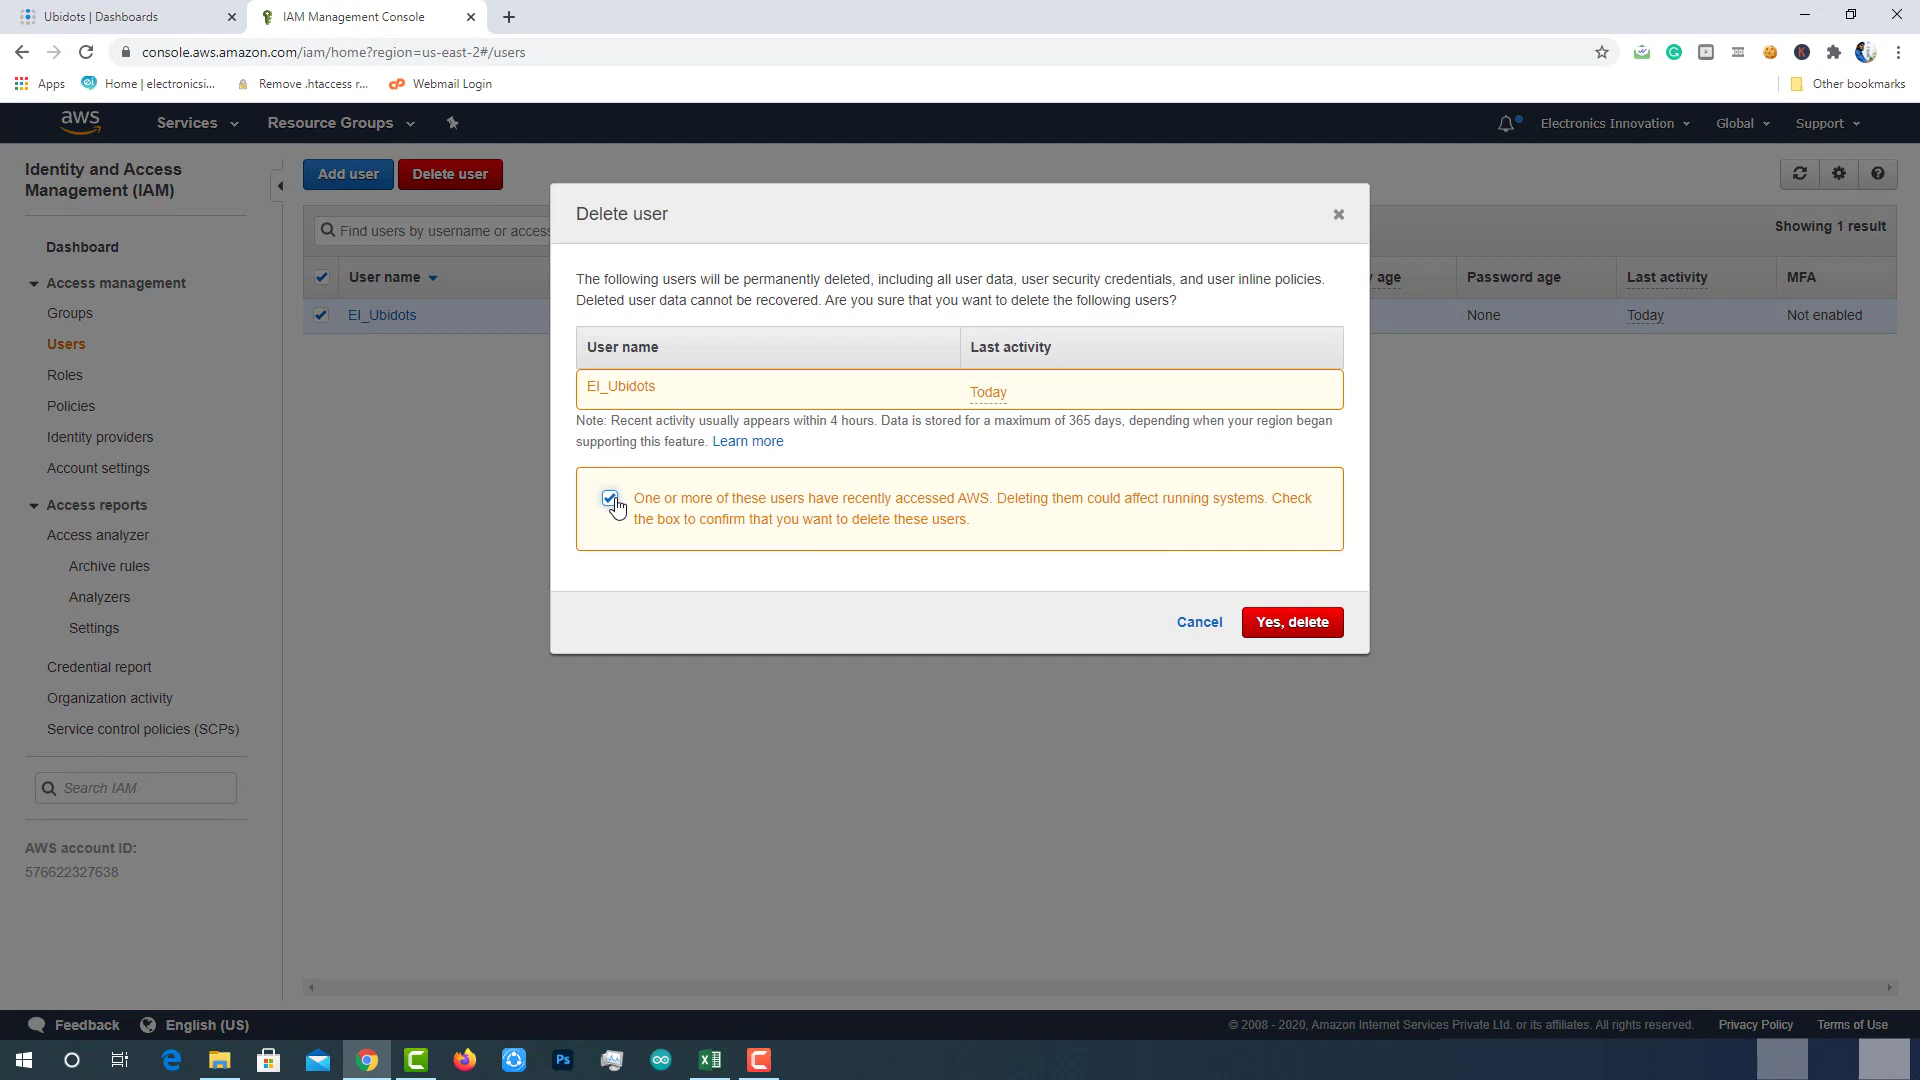 Ubidots | Dashboards
IAM Management Console
console.aws.amazon.com/iam/home?region=us-east-2#/users
Apps
Home | electronicsi...
Remove .htaccess r...
Webmail Login
Other bookmarks
aws
Services
Resource Groups
Electronics Innovation
Global
Support
Identity and Access
Management (IAM)
Dashboard
Access management
Groups
Users
Roles
Policies
Identity providers
Account settings
Access reports
Access analyzer
Archive rules
Analyzers
Settings
Credential report
Organization activity
Service control policies (SCPs)
Search IAM
AWS account ID:
576622327638
Add user
Delete user
Find users by username or access
Showing 1 result
User name
age
Password age
Last activity
MFA
EI_Ubidots
None
Today
Not enabled
Delete user
The following users will be permanently deleted, including all user data, user security credentials, and user inline policies.
Deleted user data cannot be recovered. Are you sure that you want to delete the following users?
User name
Last activity
EI_Ubidots
Today
Note: Recent activity usually appears within 4 hours. Data is stored for a maximum of 365 days, depending when your region began
supporting this feature. Learn more
One or more of these users have recently accessed AWS. Deleting them could affect running systems. Check
the box to confirm that you want to delete these users.
Cancel
Yes, delete
Feedback
English (US)
© 2008 - 2020, Amazon Internet Services Private Ltd. or its affiliates. All rights reserved.
Privacy Policy
Terms of Use
Ps